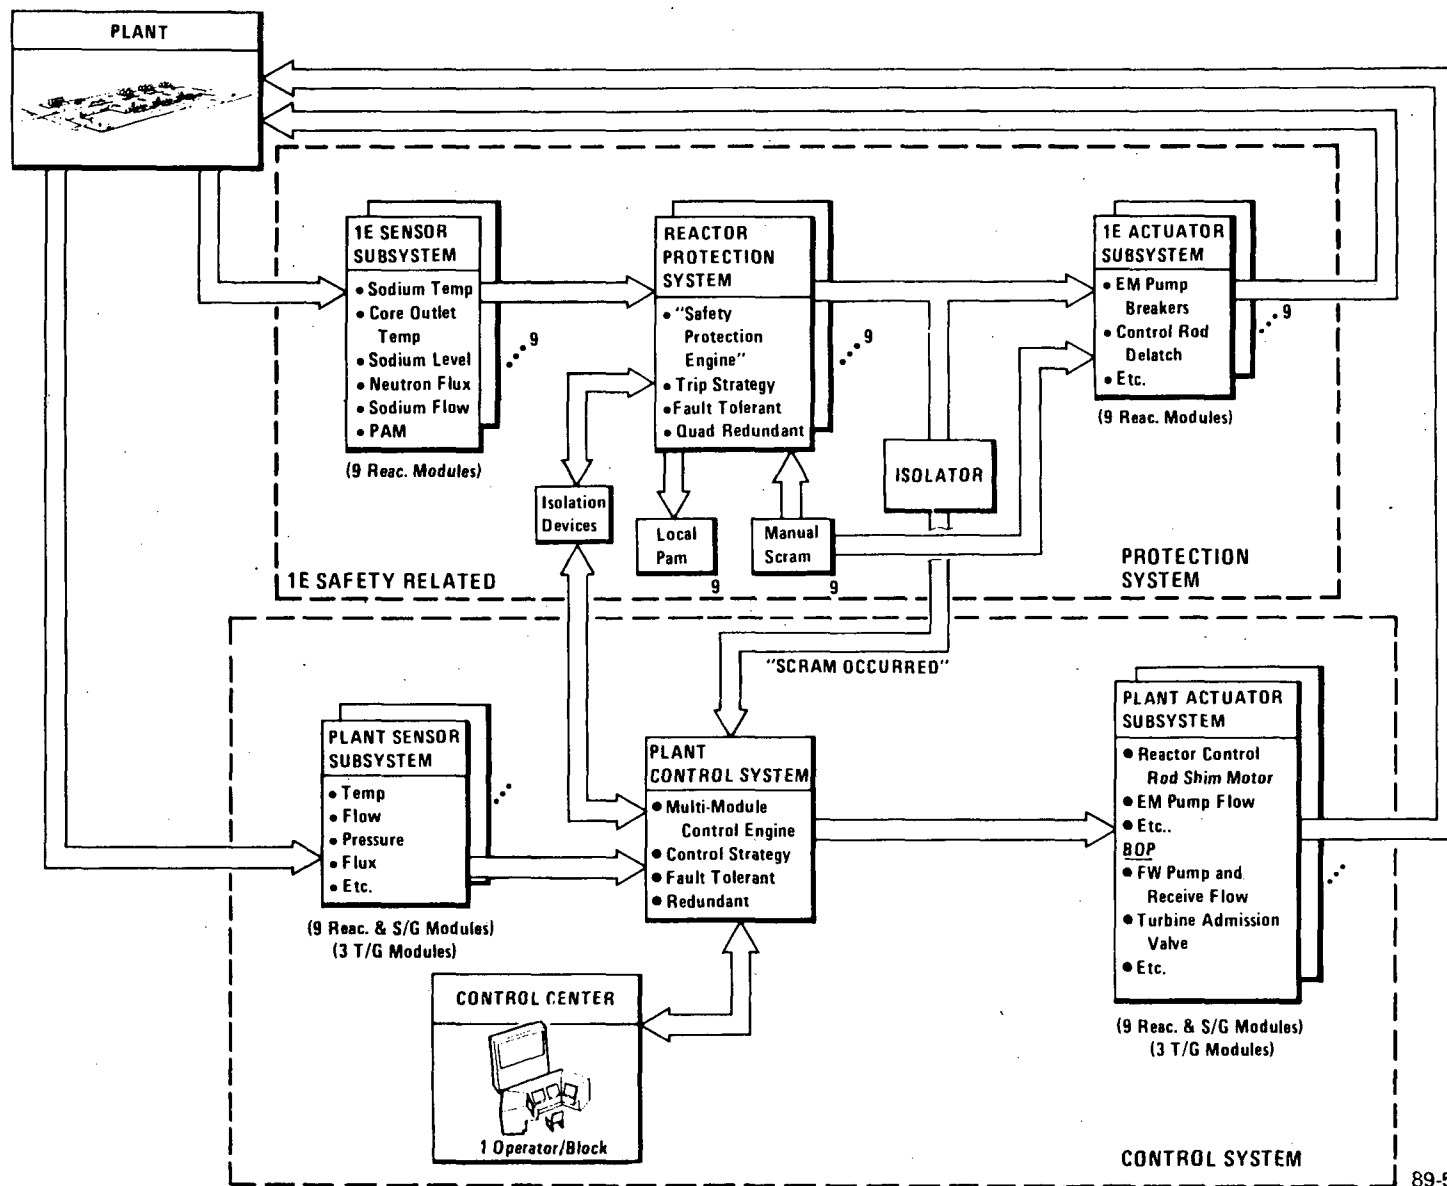 PLANT
1E SENSOR
SUBSYSTEM
• Sodium Temp
• Core Outlet
Temp
• Sodium Level
• Neutron Flux
• Sodium Flow
• PAM
9
(9 Reac. Modules)
REACTOR
PROTECTION
SYSTEM
• "Safety
Protection
Engine"
• Trip Strategy
• Fault Tolerant
• Quad Redundant
9
1E ACTUATOR
SUBSYSTEM
• EM Pump
Breakers
• Control Rod
Delatch
• Etc.
9
(9 Reac. Modules)
ISOLATOR
Isolation
Devices
Local
Pam
9
Manual
Scram
9
1E SAFETY RELATED
PROTECTION
SYSTEM
"SCRAM OCCURRED"
PLANT SENSOR
SUBSYSTEM
• Temp
• Flow
• Pressure
• Flux
• Etc.
(9 Reac. & S/G Modules)
(3 T/G Modules)
PLANT
CONTROL SYSTEM
• Multi-Module
Control Engine
• Control Strategy
• Fault Tolerant
• Redundant
PLANT ACTUATOR
SUBSYSTEM
• Reactor Control
Rod Shim Motor
• EM Pump Flow
• Etc..
BOP
• FW Pump and
Receive Flow
• Turbine Admission
Valve
• Etc.
(9 Reac. & S/G Modules)
(3 T/G Modules)
CONTROL CENTER
1 Operator/Block
CONTROL SYSTEM